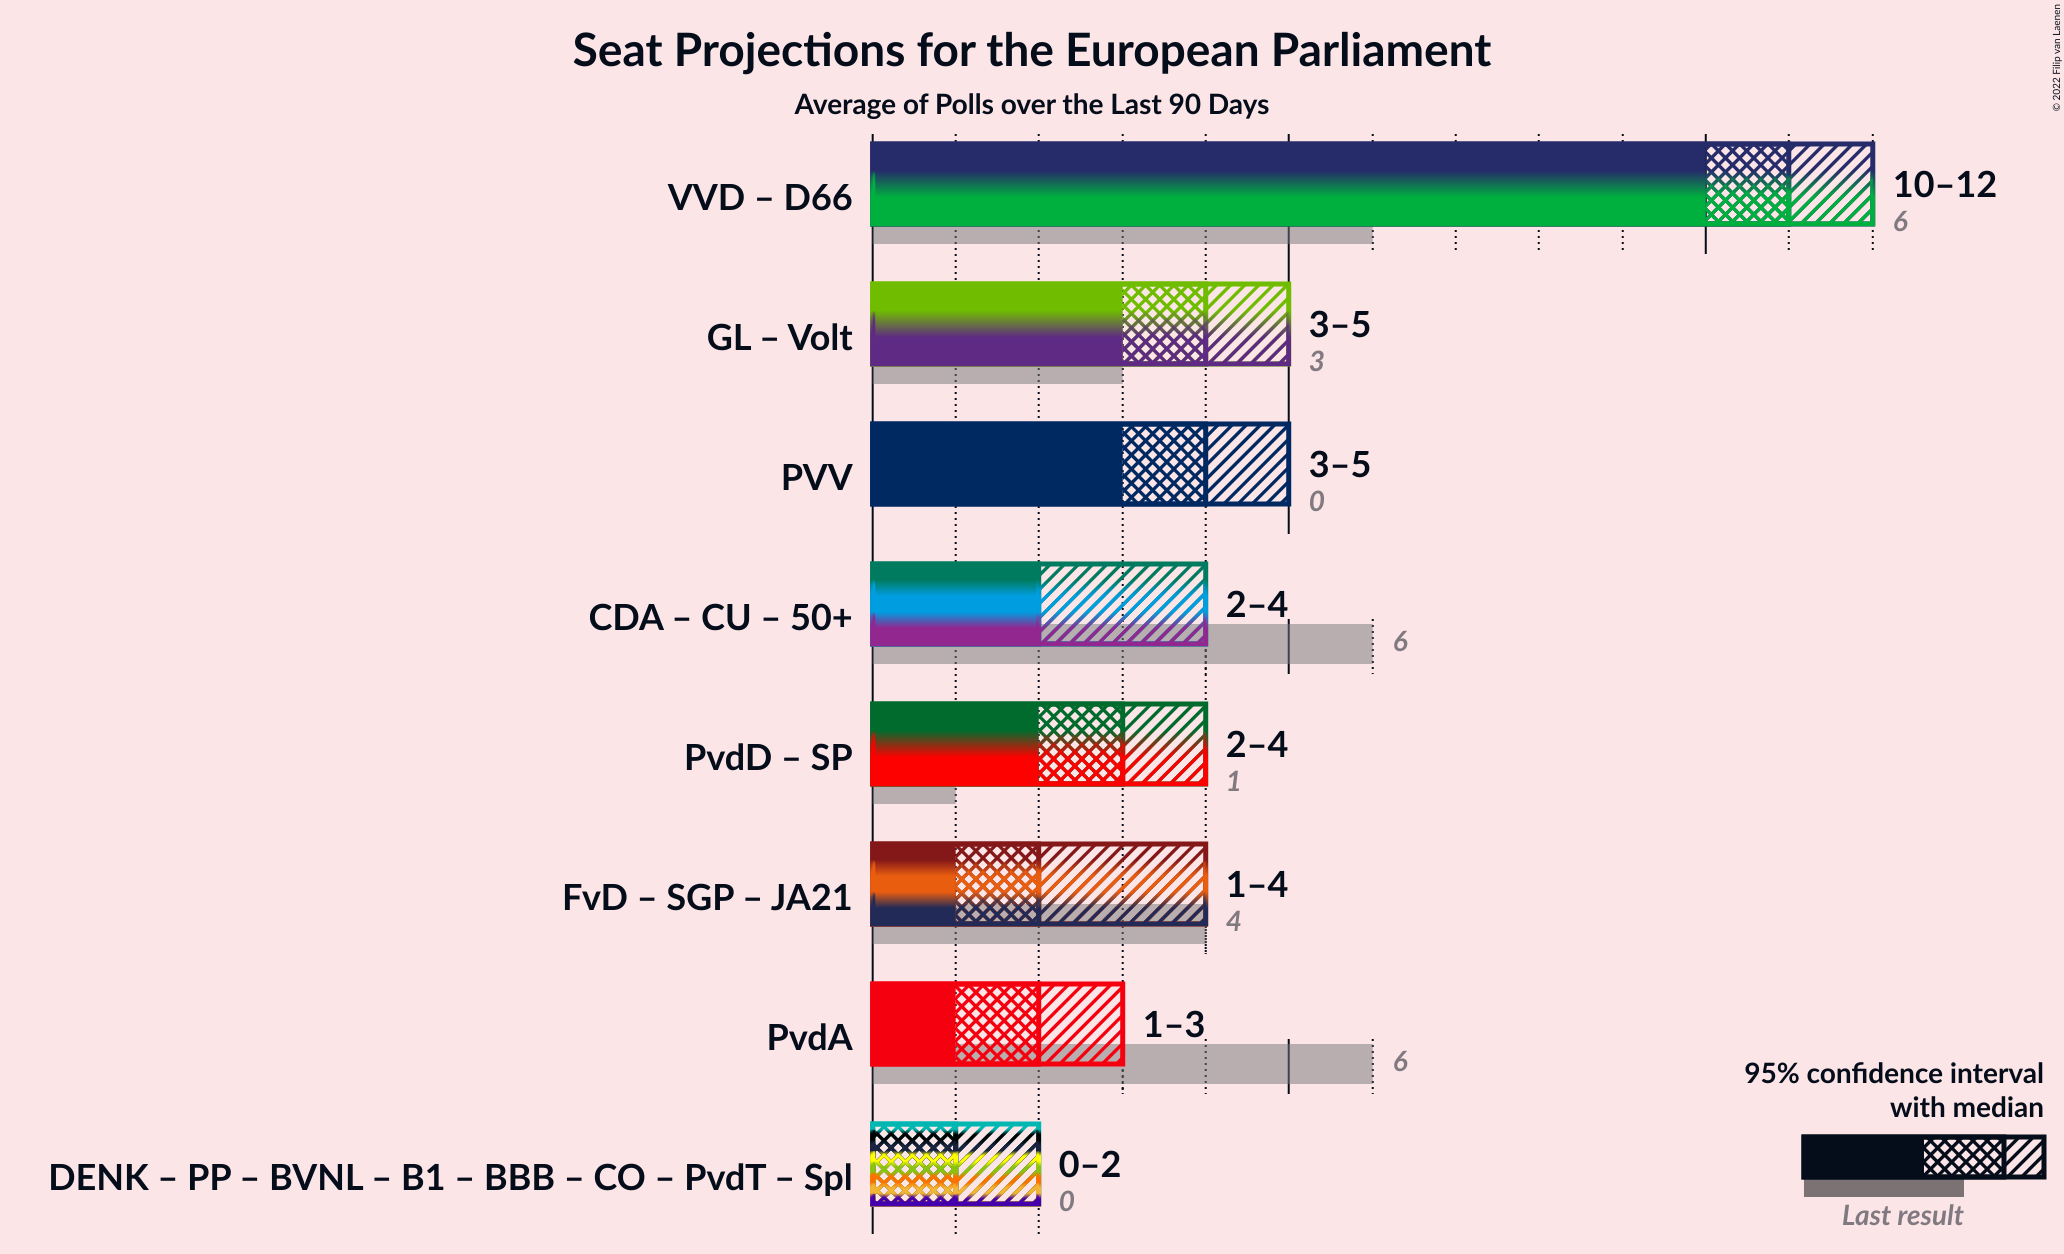 Seat Projections for the European Parliament
Average of Polls over the Last 90 Days
© 2022 Filip van Laenen
VVD – D66
10–12
6
GL – Volt
3–5
3
PVV
3–5
0
CDA – CU – 50+
2–4
6
PvdD – SP
2–4
1
FvD – SGP – JA21
1–4
4
PvdA
1–3
6
DENK – PP – BVNL – B1 – BBB – CO – PvdT – Spl
0–2
0
95% confidence interval
with median
Last result